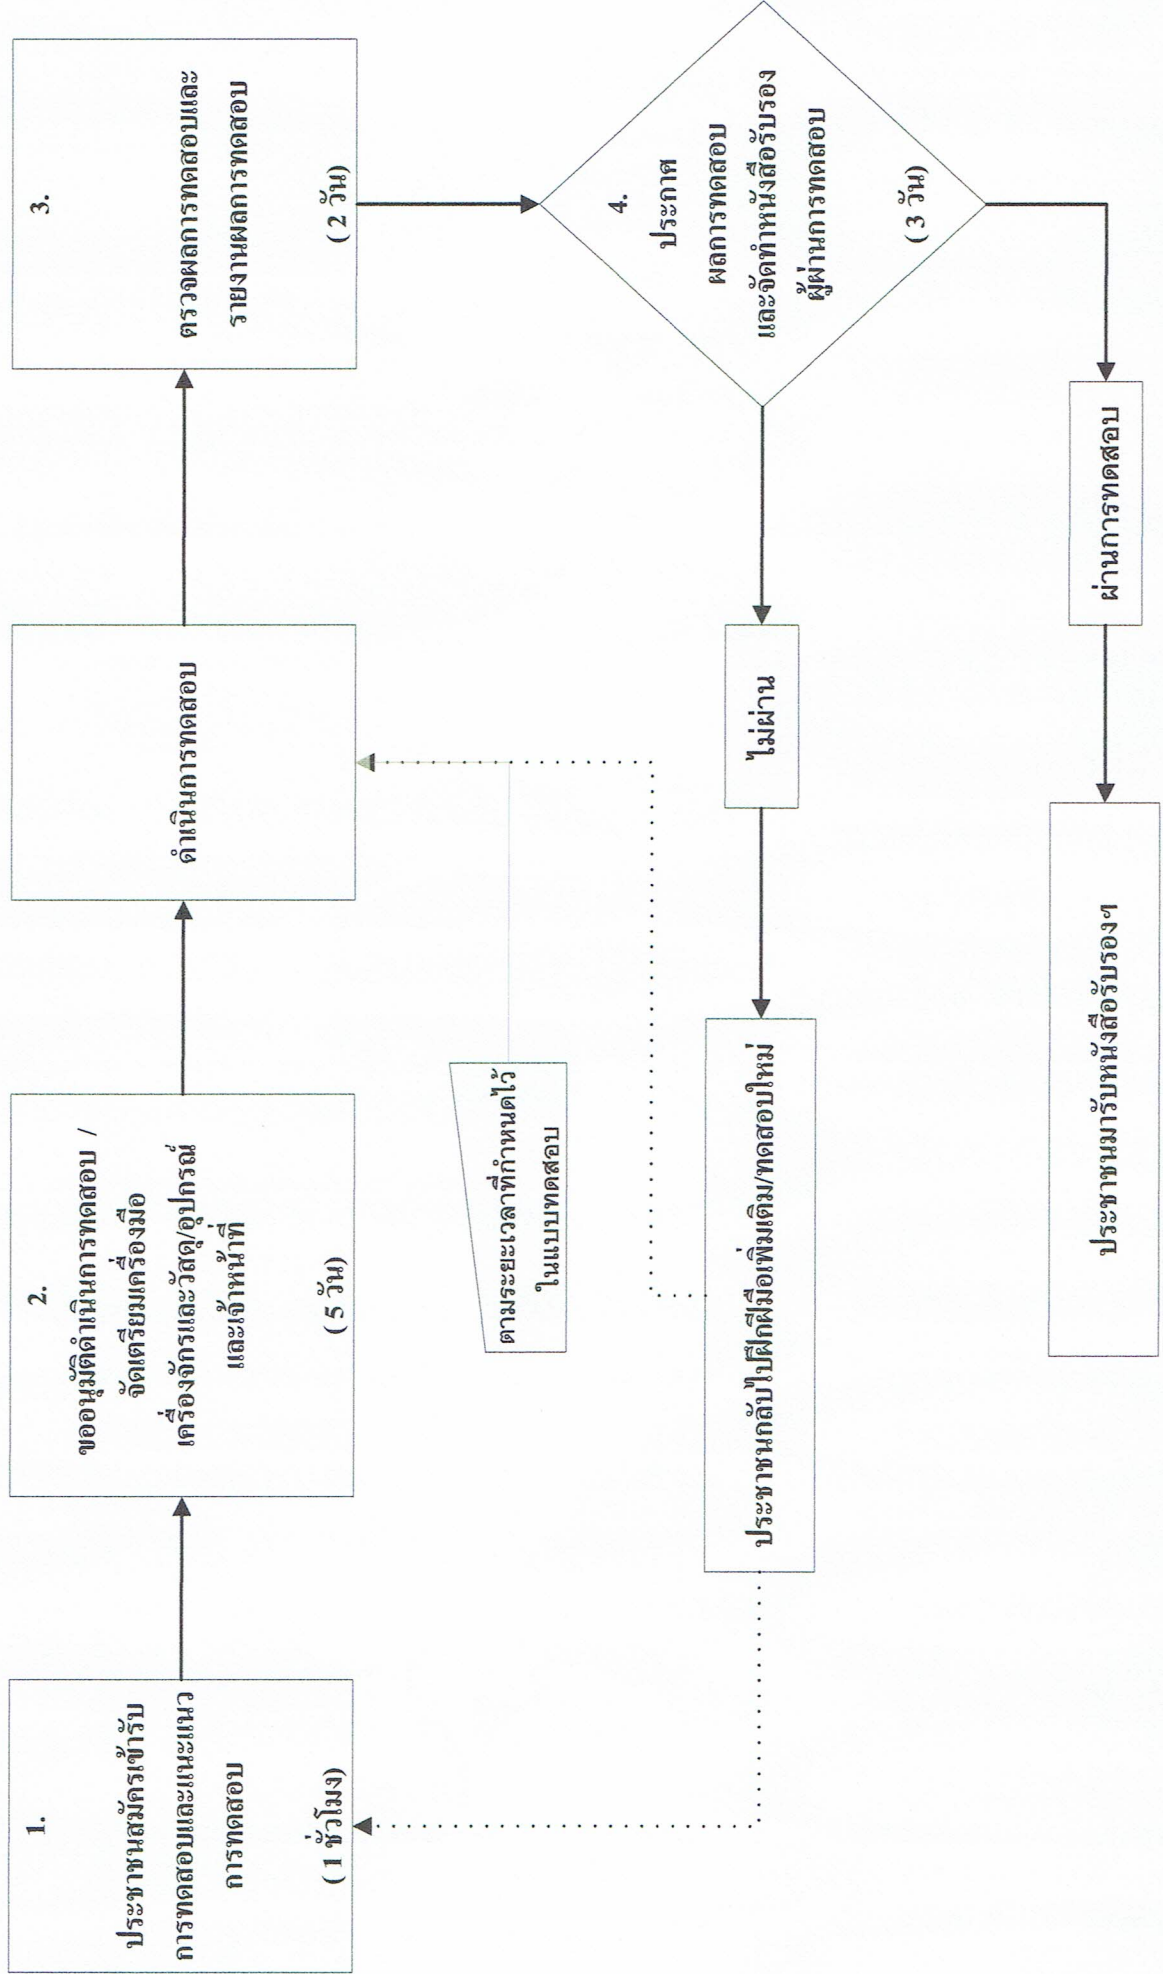 1.
ประชาชนสมัครเข้ารับ
การทดสอบและแนะแนว
การทดสอบ
( 1 ชั่วโมง)
2.
ขออนุมัติดำเนินการทดสอบ /
จัดเตรียมเครื่องมือ
เครื่องจักรและวัสดุ/อุปกรณ์
และเจ้าหน้าที่
( 5 วัน)
ดำเนินการทดสอบ
3.
ตรวจผลการทดสอบและ
รายงานผลการทดสอบ
( 2 วัน)
ตามระยะเวลาที่กำหนดไว้
ในแบบทดสอบ
4.
ประกาศ
ผลการทดสอบ
และจัดทำหนังสือรับรอง
ผู้ผ่านการทดสอบ
( 3 วัน)
ไม่ผ่าน
ประชาชนกลับไปฝึกฝีมือเพิ่มเติม/ทดสอบใหม่
ผ่านการทดสอบ
ประชาชนมารับหนังสือรับรองฯ